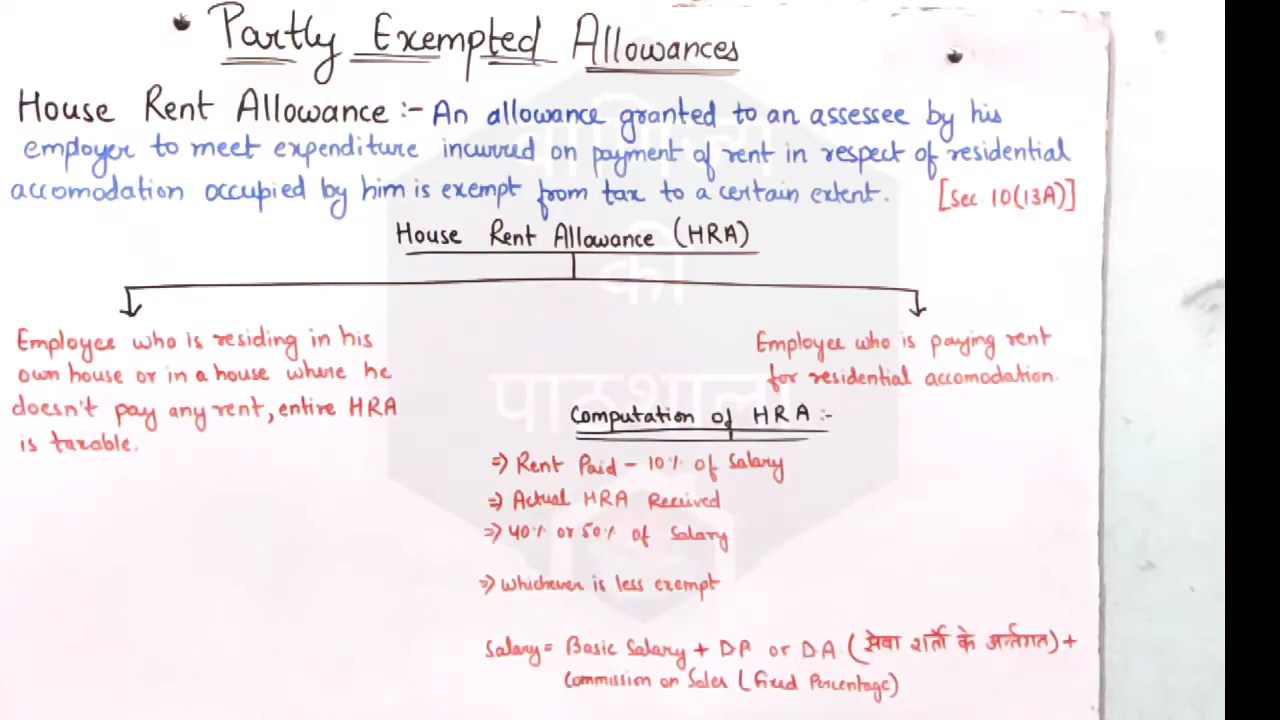 • Partly Exempted Allowances
House Rent Allowance :- An allowance granted to an assessee by his
employer to meet expenditure incurred on payment of rent in respect of residential
accomodation occupied by him is exempt from tax to a certain extent. [Sec 10(13A)]
House Rent Allowance (HRA)
Employee who is residing in his
own house or in a house where he
doesn't pay any rent, entire HRA
is taxable.
Employee who is paying rent
for residential accomodation.
Computation of HRA :-
⇒ Rent Paid - 10% of Salary
⇒ Actual HRA Received
⇒ 40% or 50% of Salary
⇒ Whichever is less exempt
Salary = Basic Salary + DP or DA (सेवा शर्तो के अर्न्तगत) +
Commission on Sales (Fixed Percentage)
वाणिज्य
की
पाठशाला